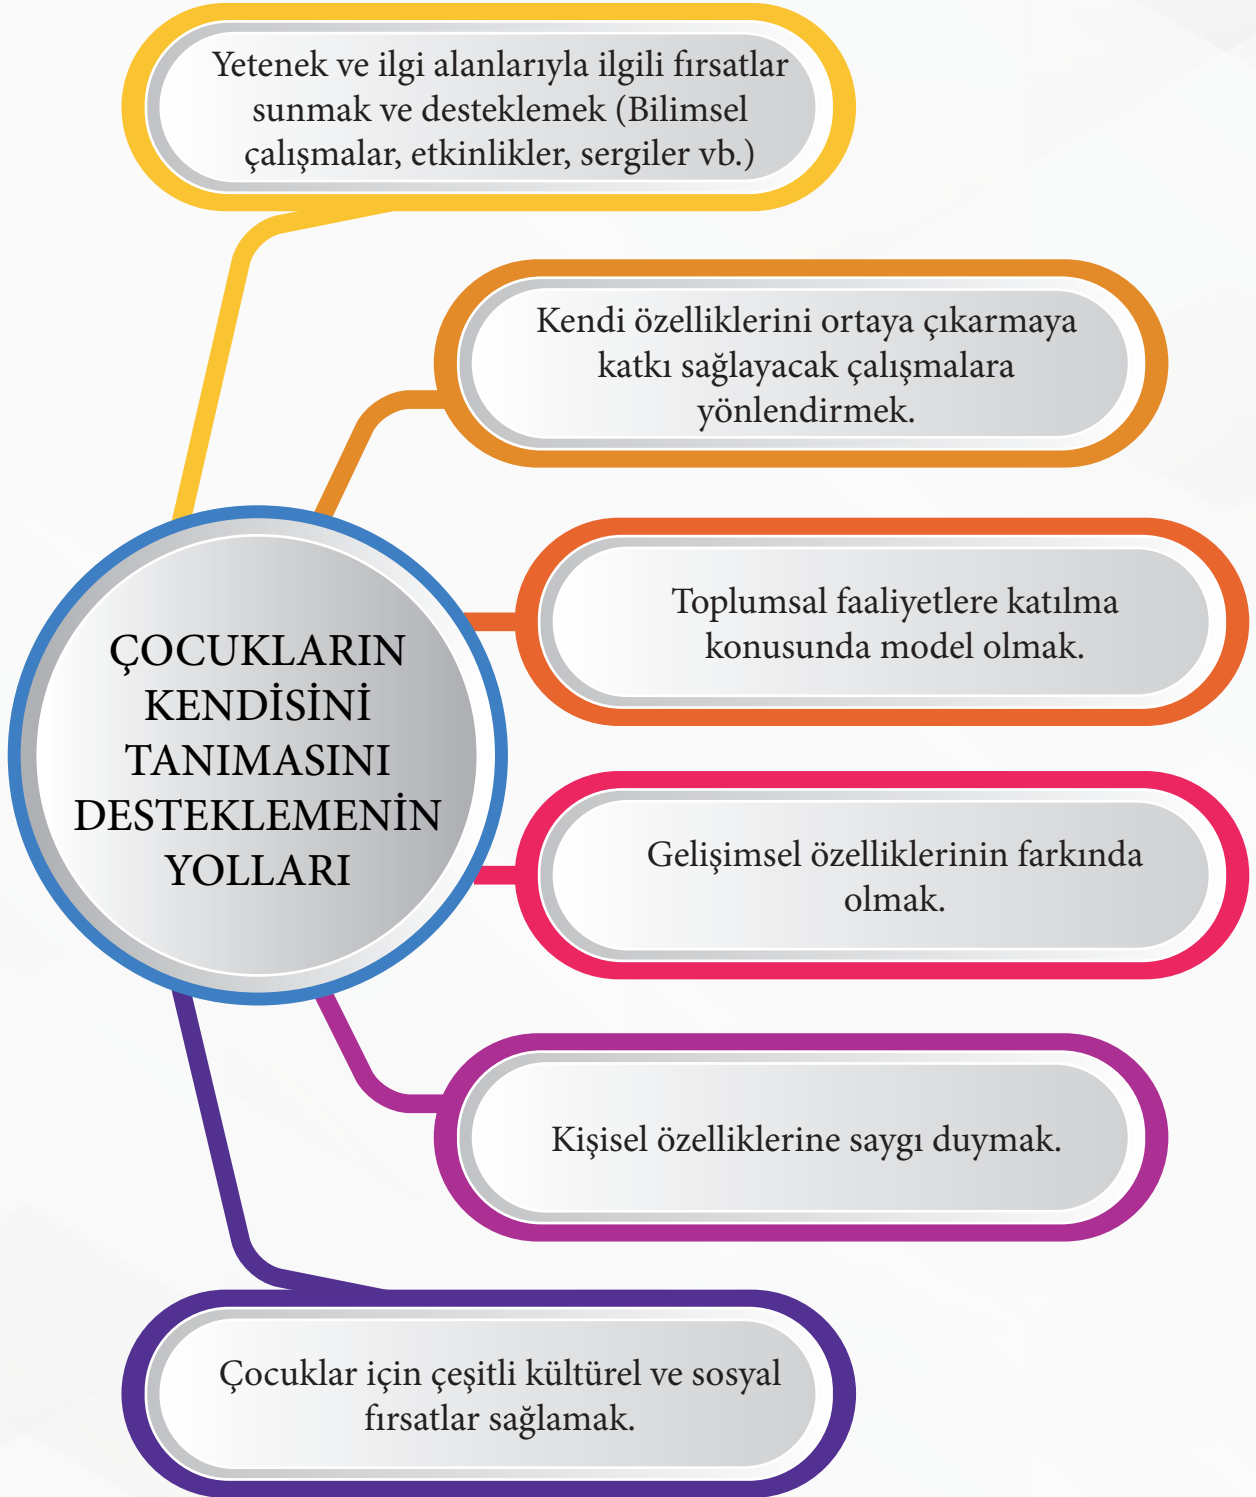 Yetenek ve ilgi alanlarıyla ilgili fırsatlar
sunmak ve desteklemek (Bilimsel
çalışmalar, etkinlikler, sergiler vb.)
Kendi özelliklerini ortaya çıkarmaya
katkı sağlayacak çalışmalara
yönlendirmek.
Toplumsal faaliyetlere katılma
konusunda model olmak.
ÇOCUKLARIN
KENDİSİNİ
TANIMASINI
DESTEKLEMENİN
YOLLARI
Gelişimsel özelliklerinin farkında
olmak.
Kişisel özelliklerine saygı duymak.
Çocuklar için çeşitli kültürel ve sosyal
fırsatlar sağlamak.